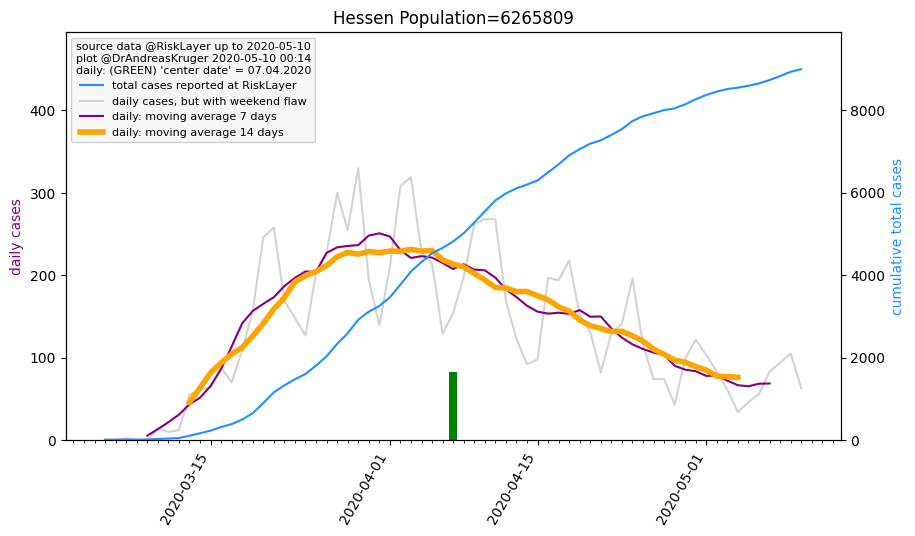 Hessen Population=6265809
source data @RiskLayer up to 2020-05-10
plot @DrAndreasKruger 2020-05-10 00:14
daily: (GREEN) 'center date' = 07.04.2020
total cases reported at RiskLayer
daily cases, but with weekend flaw
daily: moving average 7 days
daily: moving average 14 days
daily cases
400
300
200
100
0
8000
6000
4000
2000
0
cumulative total cases
2020-03-15
2020-04-01
2020-04-15
2020-05-01